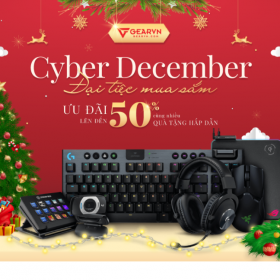 GEARVN
Cyber December
Đại tiệc mua sắm
ƯU ĐÃI
LÊN ĐẾN
50%
cùng nhiều
QUÀ TẶNG HẤP DẪN